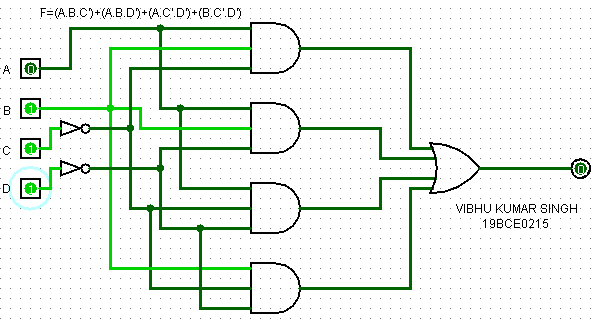 F=(A.B.C')+(A.B.D')+(A.C'.D')+(B.C'.D')
A 0
B 1
C 1
D 1
0
VIBHU KUMAR SINGH
19BCE0215